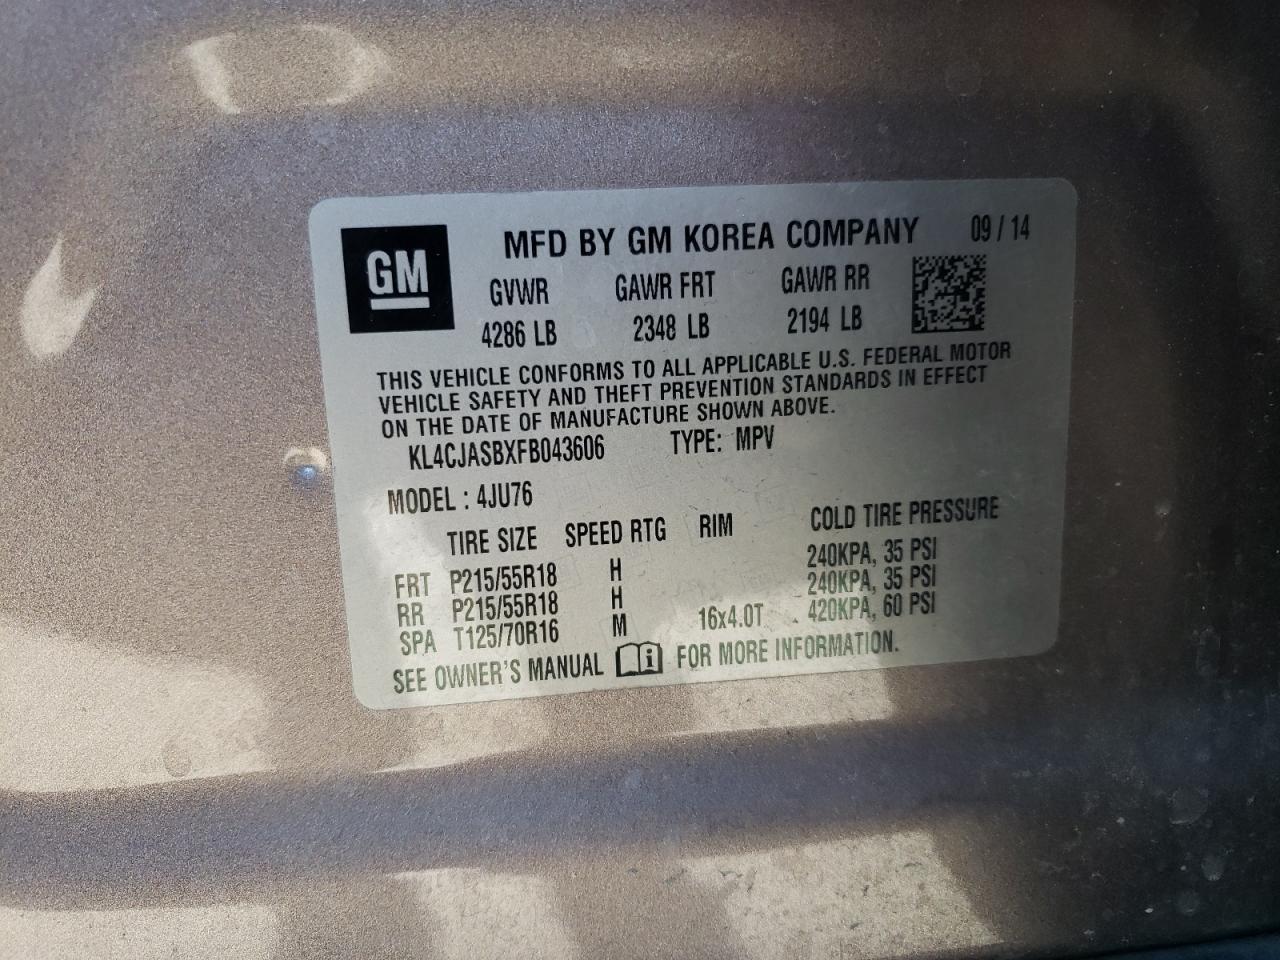 GM
MFD BY GM KOREA COMPANY 09 / 14
GVWR GAWR FRT GAWR RR
4286 LB 2348 LB 2194 LB
THIS VEHICLE CONFORMS TO ALL APPLICABLE U.S. FEDERAL MOTOR
VEHICLE SAFETY AND THEFT PREVENTION STANDARDS IN EFFECT
ON THE DATE OF MANUFACTURE SHOWN ABOVE.
KL4CJASBXFB043606 TYPE: MPV
MODEL : 4JU76
TIRE SIZE SPEED RTG RIM COLD TIRE PRESSURE
FRT P215/55R18 H 240KPA, 35 PSI
RR P215/55R18 H 240KPA, 35 PSI
SPA T125/70R16 M 16x4.0T 420KPA, 60 PSI
SEE OWNER'S MANUAL i FOR MORE INFORMATION.